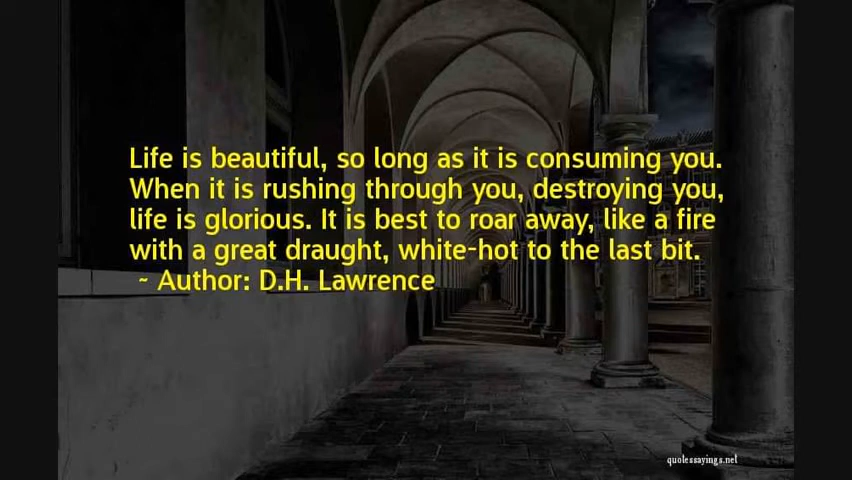 Life is beautiful, so long as it is consuming you.
When it is rushing through you, destroying you,
life is glorious. It is best to roar away, like a fire
with a great draught, white-hot to the last bit.
~ Author: D.H. Lawrence
quotessayings.net